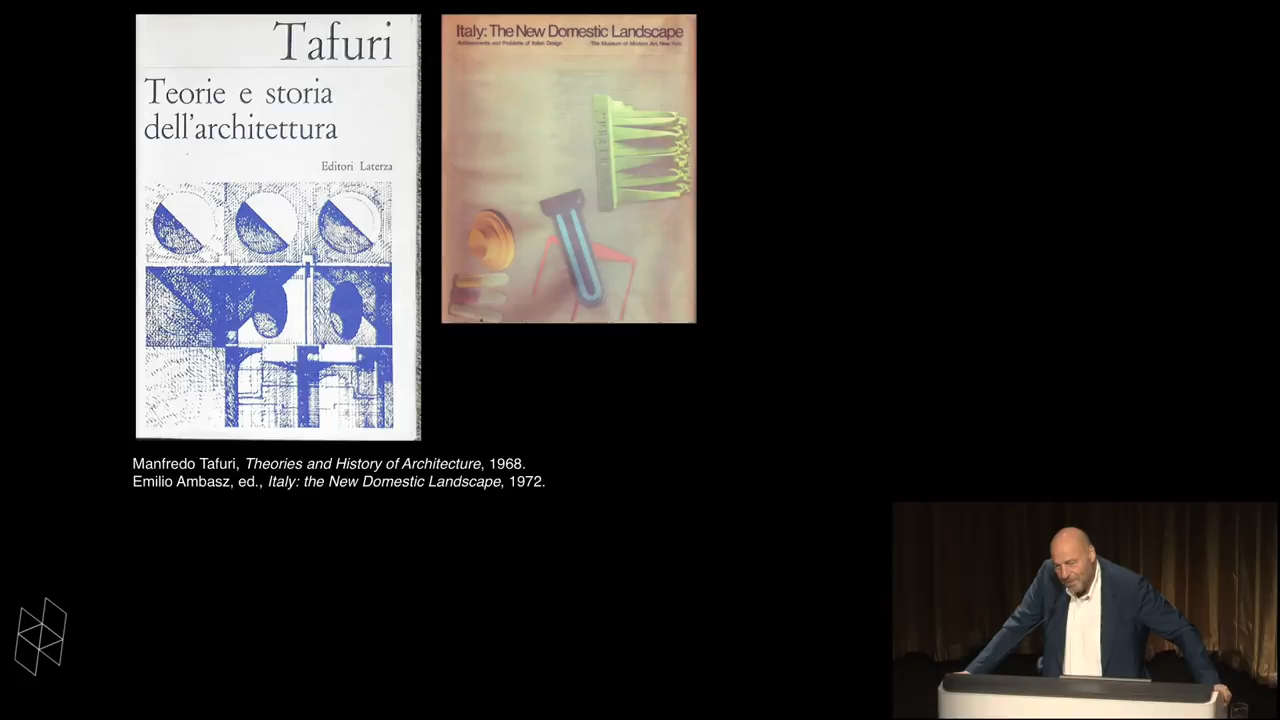 Tafuri
Teorie e storia
dell'architettura
Editori Laterza
Italy: The New Domestic Landscape
Achievements and Problems of Italian Design
The Museum of Modern Art, New York
Manfredo Tafuri, Theories and History of Architecture, 1968.
Emilio Ambasz, ed., Italy: the New Domestic Landscape, 1972.